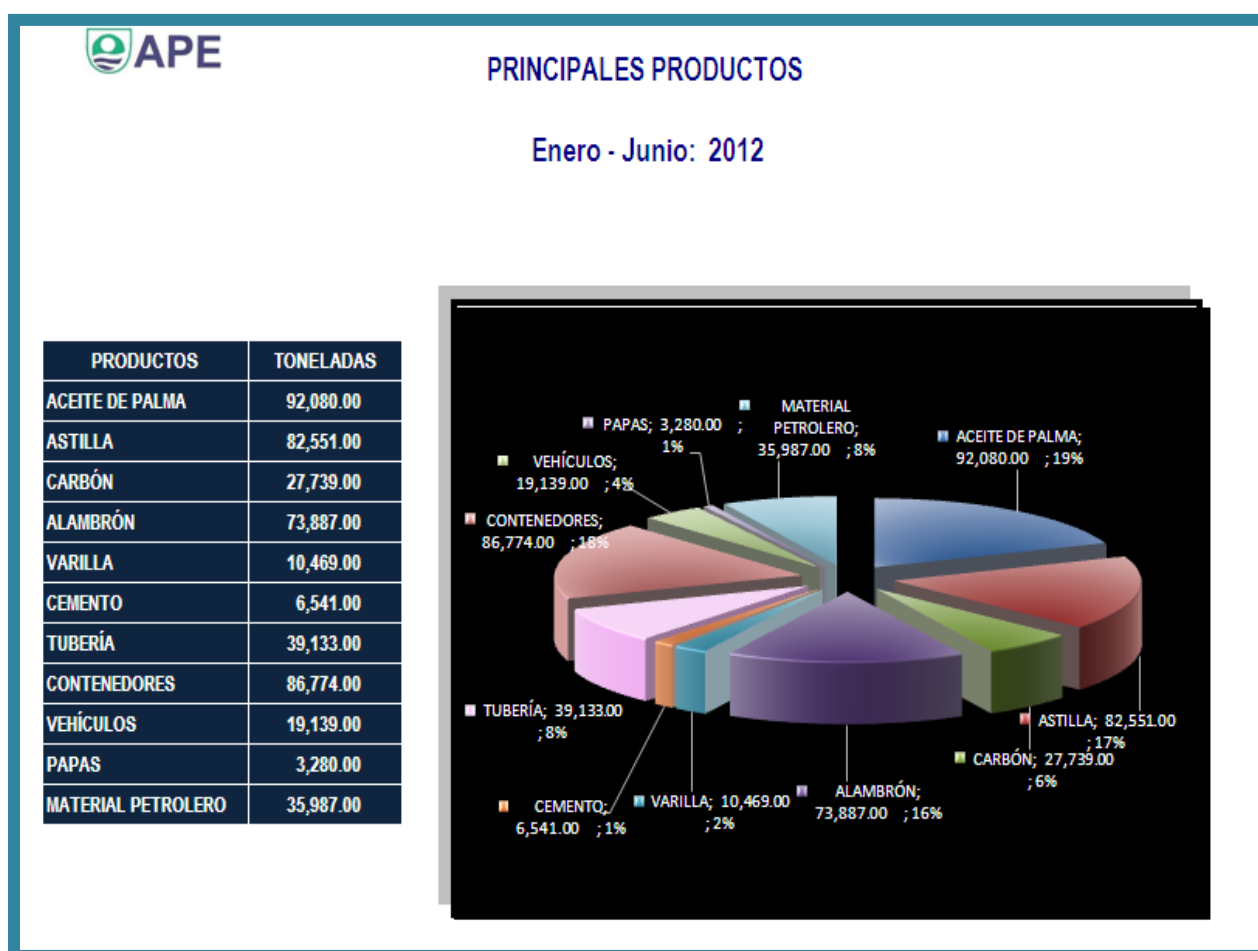 APE
PRINCIPALES PRODUCTOS
Enero - Junio: 2012
PRODUCTOS TONELADAS
ACEITE DE PALMA 92,080.00
ASTILLA 82,551.00
CARBÓN 27,739.00
ALAMBRÓN 73,887.00
VARILLA 10,469.00
CEMENTO 6,541.00
TUBERÍA 39,133.00
CONTENEDORES 86,774.00
VEHÍCULOS 19,139.00
PAPAS 3,280.00
MATERIAL PETROLERO 35,987.00
MATERIAL
PETROLERO;
35,987.00 ; 8%
PAPAS; 3,280.00 ;
1%
ACEITE DE PALMA;
92,080.00 ; 19%
VEHÍCULOS;
19,139.00 ; 4%
CONTENEDORES;
86,774.00 ; 18%
TUBERÍA; 39,133.00
; 8%
ASTILLA; 82,551.00
; 17%
CARBÓN; 27,739.00
; 6%
ALAMBRÓN;
73,887.00 ; 16%
VARILLA; 10,469.00
; 2%
CEMENTO;
6,541.00 ; 1%